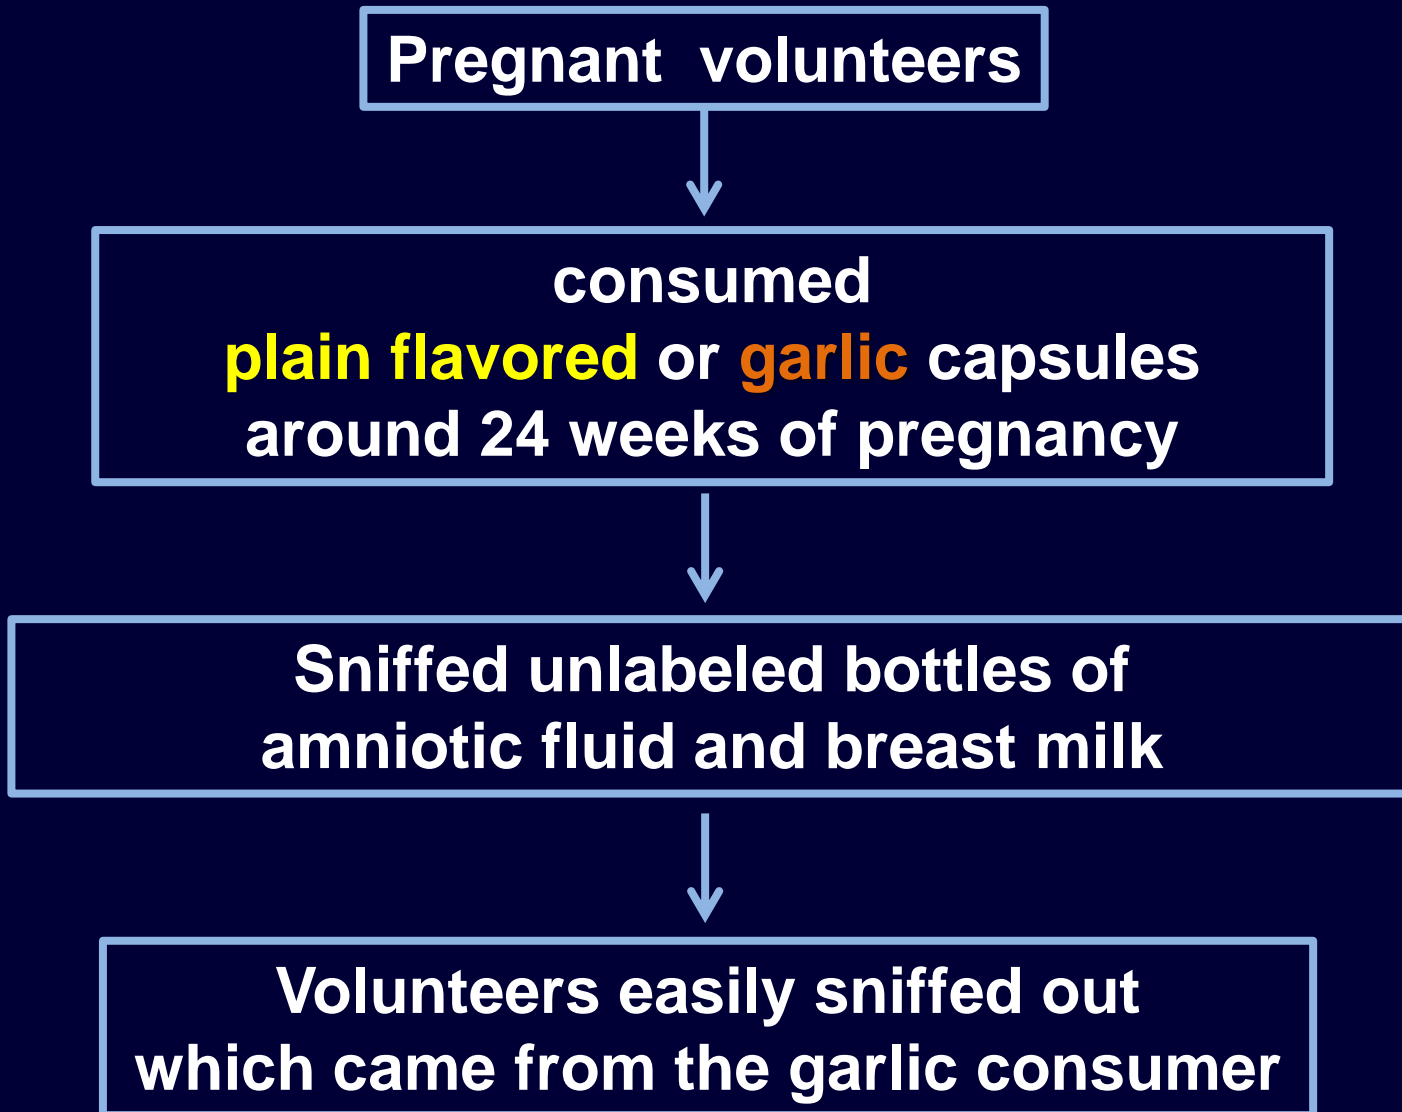 Pregnant volunteers
consumed
plain flavored or garlic capsules
around 24 weeks of pregnancy
Sniffed unlabeled bottles of
amniotic fluid and breast milk
Volunteers easily sniffed out
which came from the garlic consumer